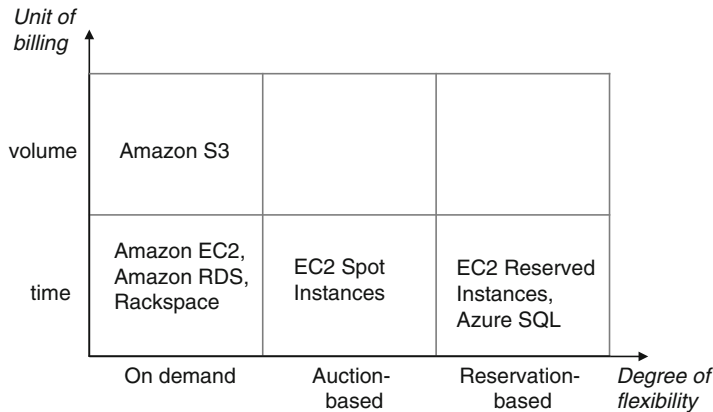 Unit of
billing
volume
Amazon S3
Amazon EC2,
Amazon RDS,
Rackspace
EC2 Spot
Instances
EC2 Reserved
Instances,
Azure SQL
time
On demand
Auction-
based
Reservation-
based
Degree of
flexibility